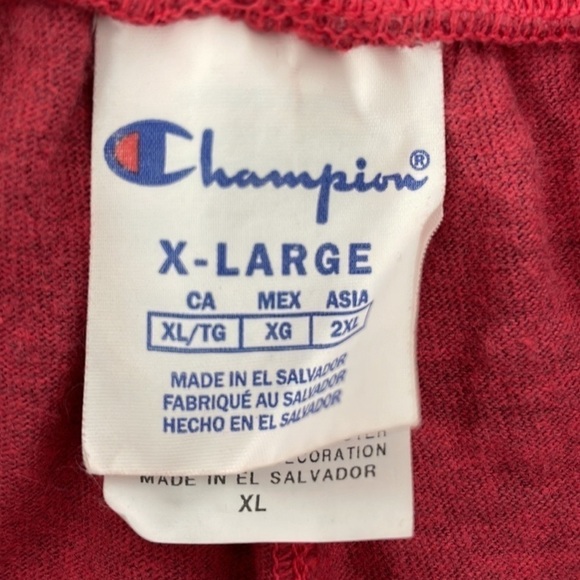 Champion®
X-LARGE
CA MEX ASIA
XL/TG XG 2XL
MADE IN EL SALVADOR
FABRIQUÉ AU SALVADOR
HECHO EN EL SALVADOR
MADE IN EL SALVADOR
XL